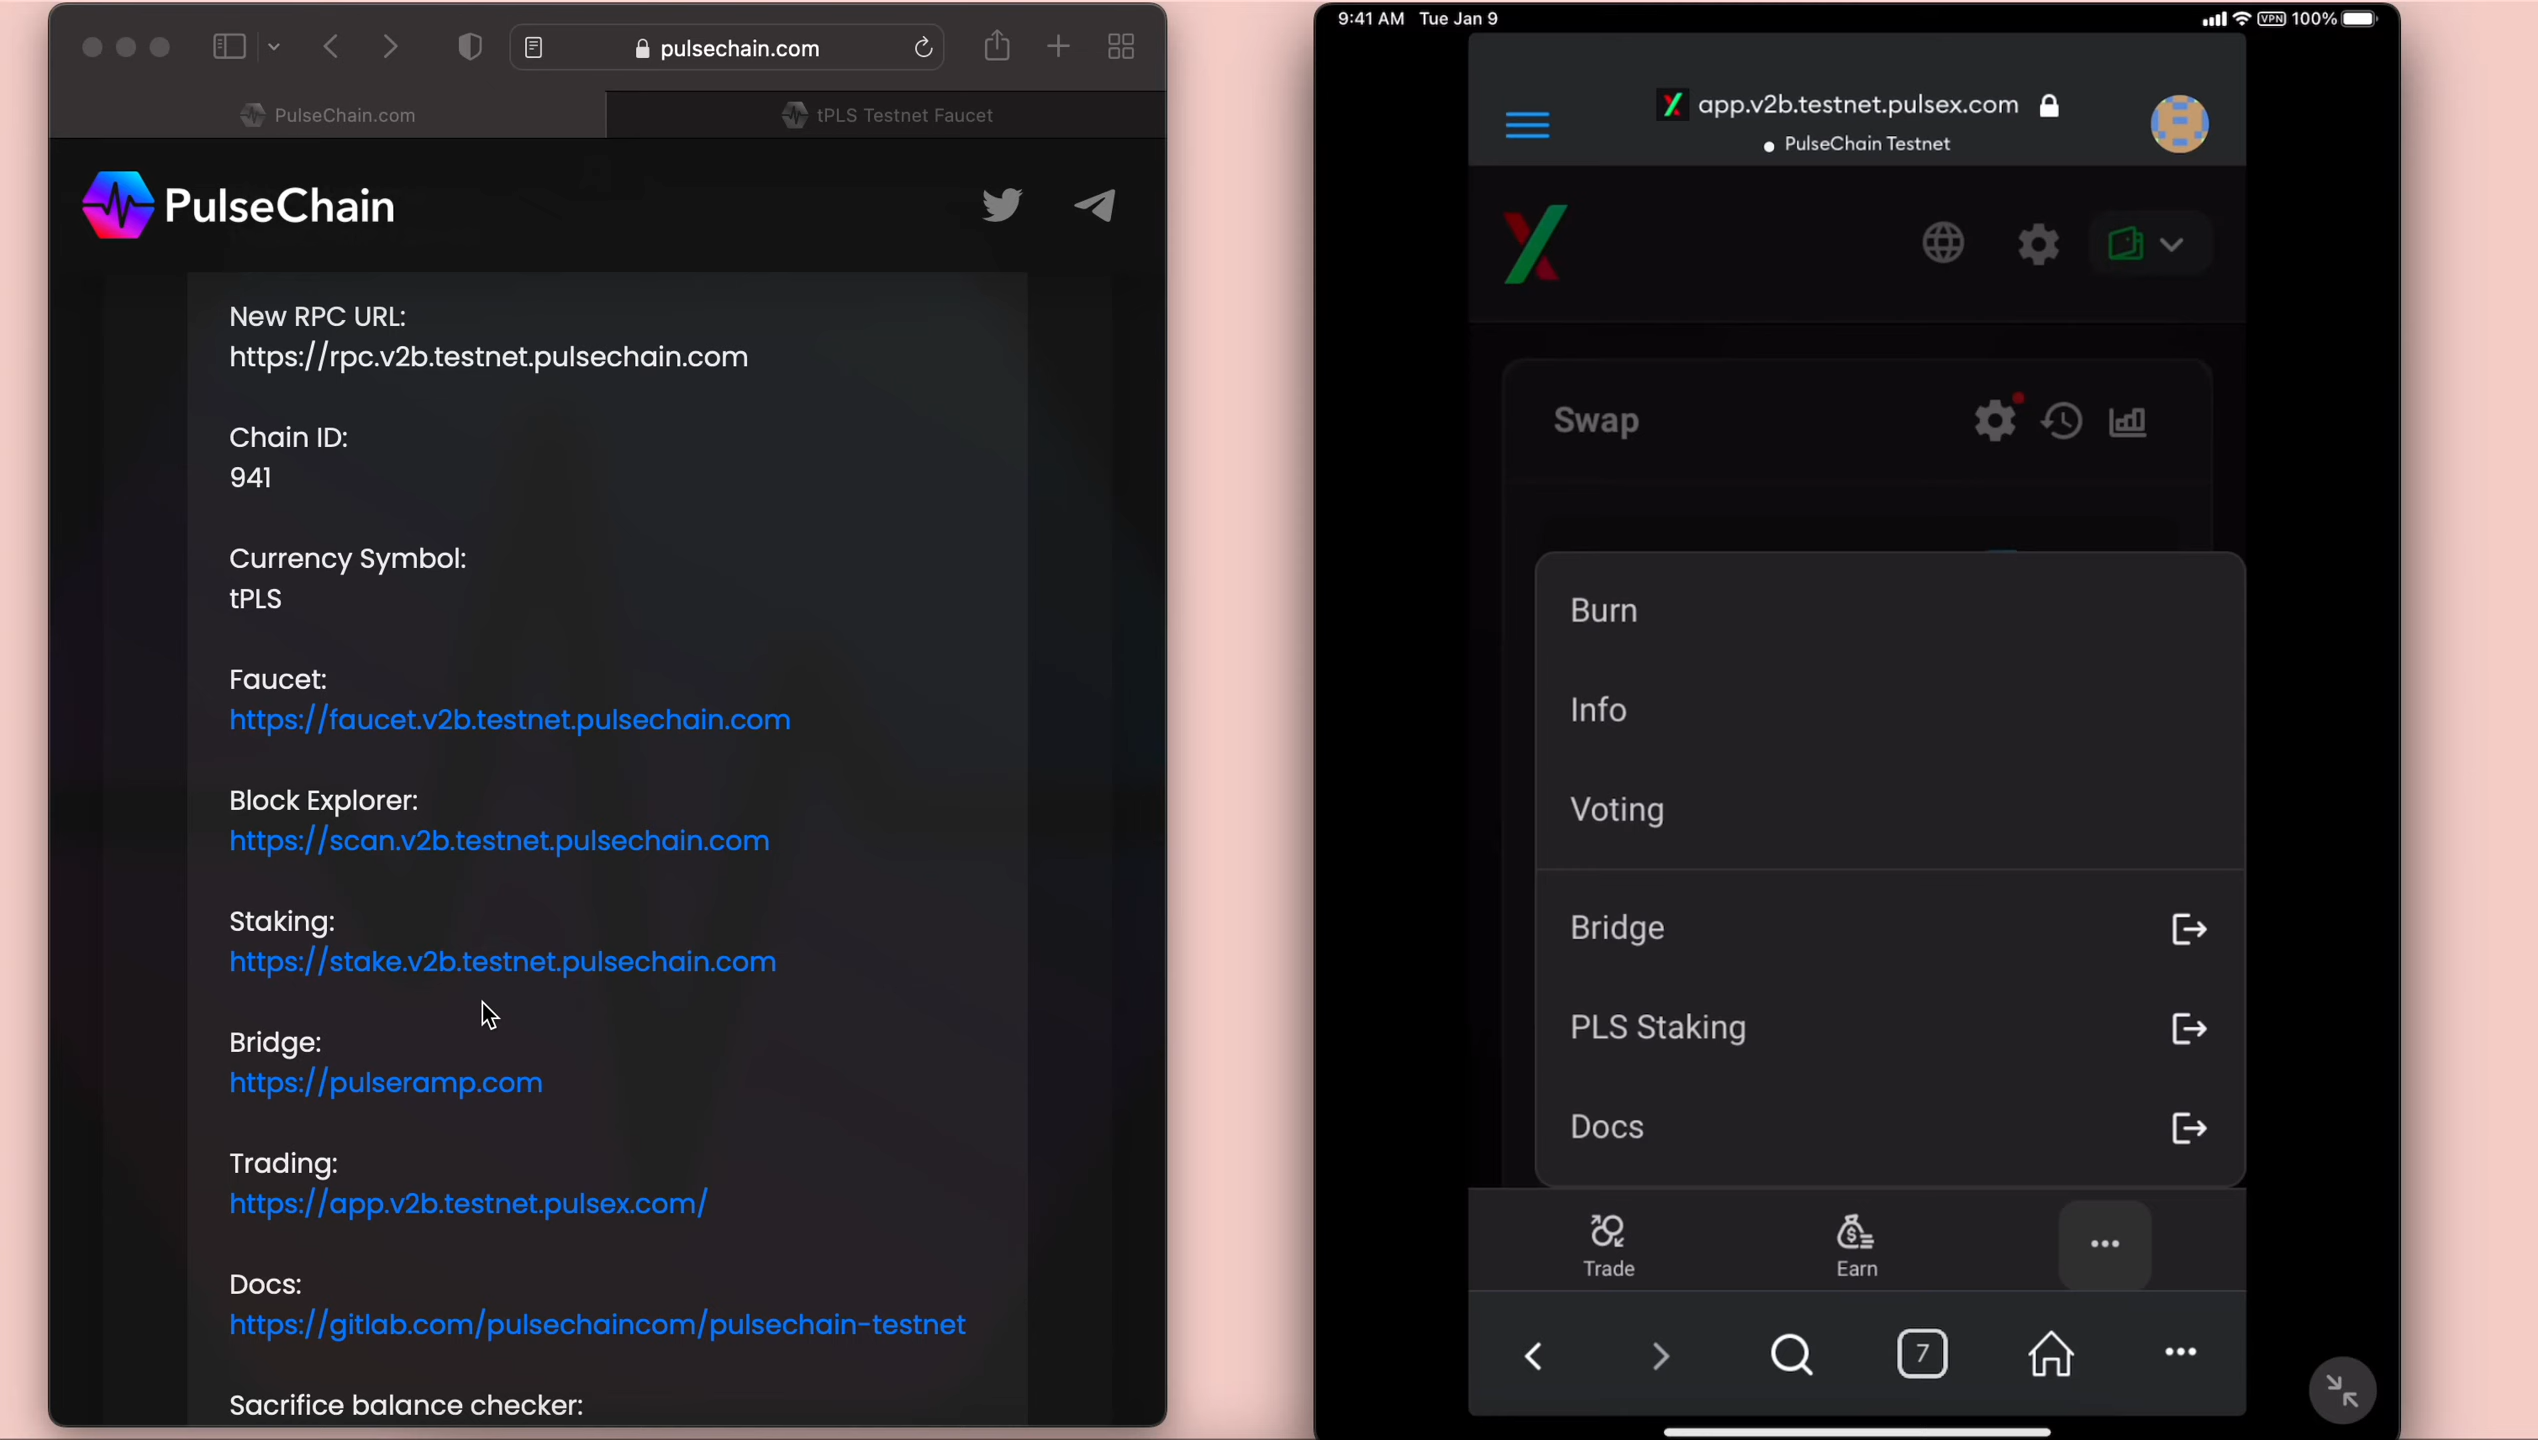 pulsechain.com
PulseChain.com
tPLS Testnet Faucet
PulseChain
New RPC URL:
https://rpc.v2b.testnet.pulsechain.com
Chain ID:
941
Currency Symbol:
tPLS
Faucet:
https://faucet.v2b.testnet.pulsechain.com
Block Explorer:
https://scan.v2b.testnet.pulsechain.com
Staking:
https://stake.v2b.testnet.pulsechain.com
Bridge:
https://pulseramp.com
Trading:
https://app.v2b.testnet.pulsex.com/
Docs:
https://gitlab.com/pulsechaincom/pulsechain-testnet
Sacrifice balance checker:
9:41 AM Tue Jan 9
VPN 100%
app.v2b.testnet.pulsex.com
PulseChain Testnet
Swap
Burn
Info
Voting
Bridge
PLS Staking
Docs
Trade
Earn
7